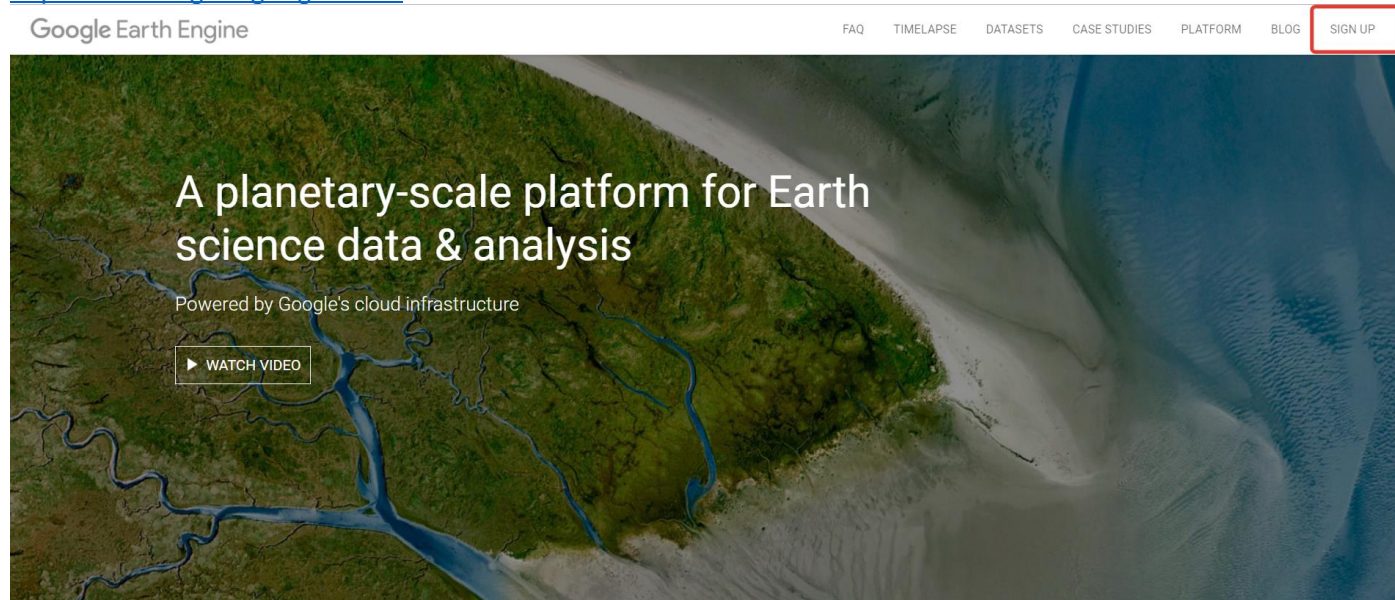 Google Earth Engine
FAQ TIMELAPSE DATASETS CASE STUDIES PLATFORM BLOG SIGN UP
A planetary-scale platform for Earth
science data & analysis
Powered by Google's cloud infrastructure
WATCH VIDEO